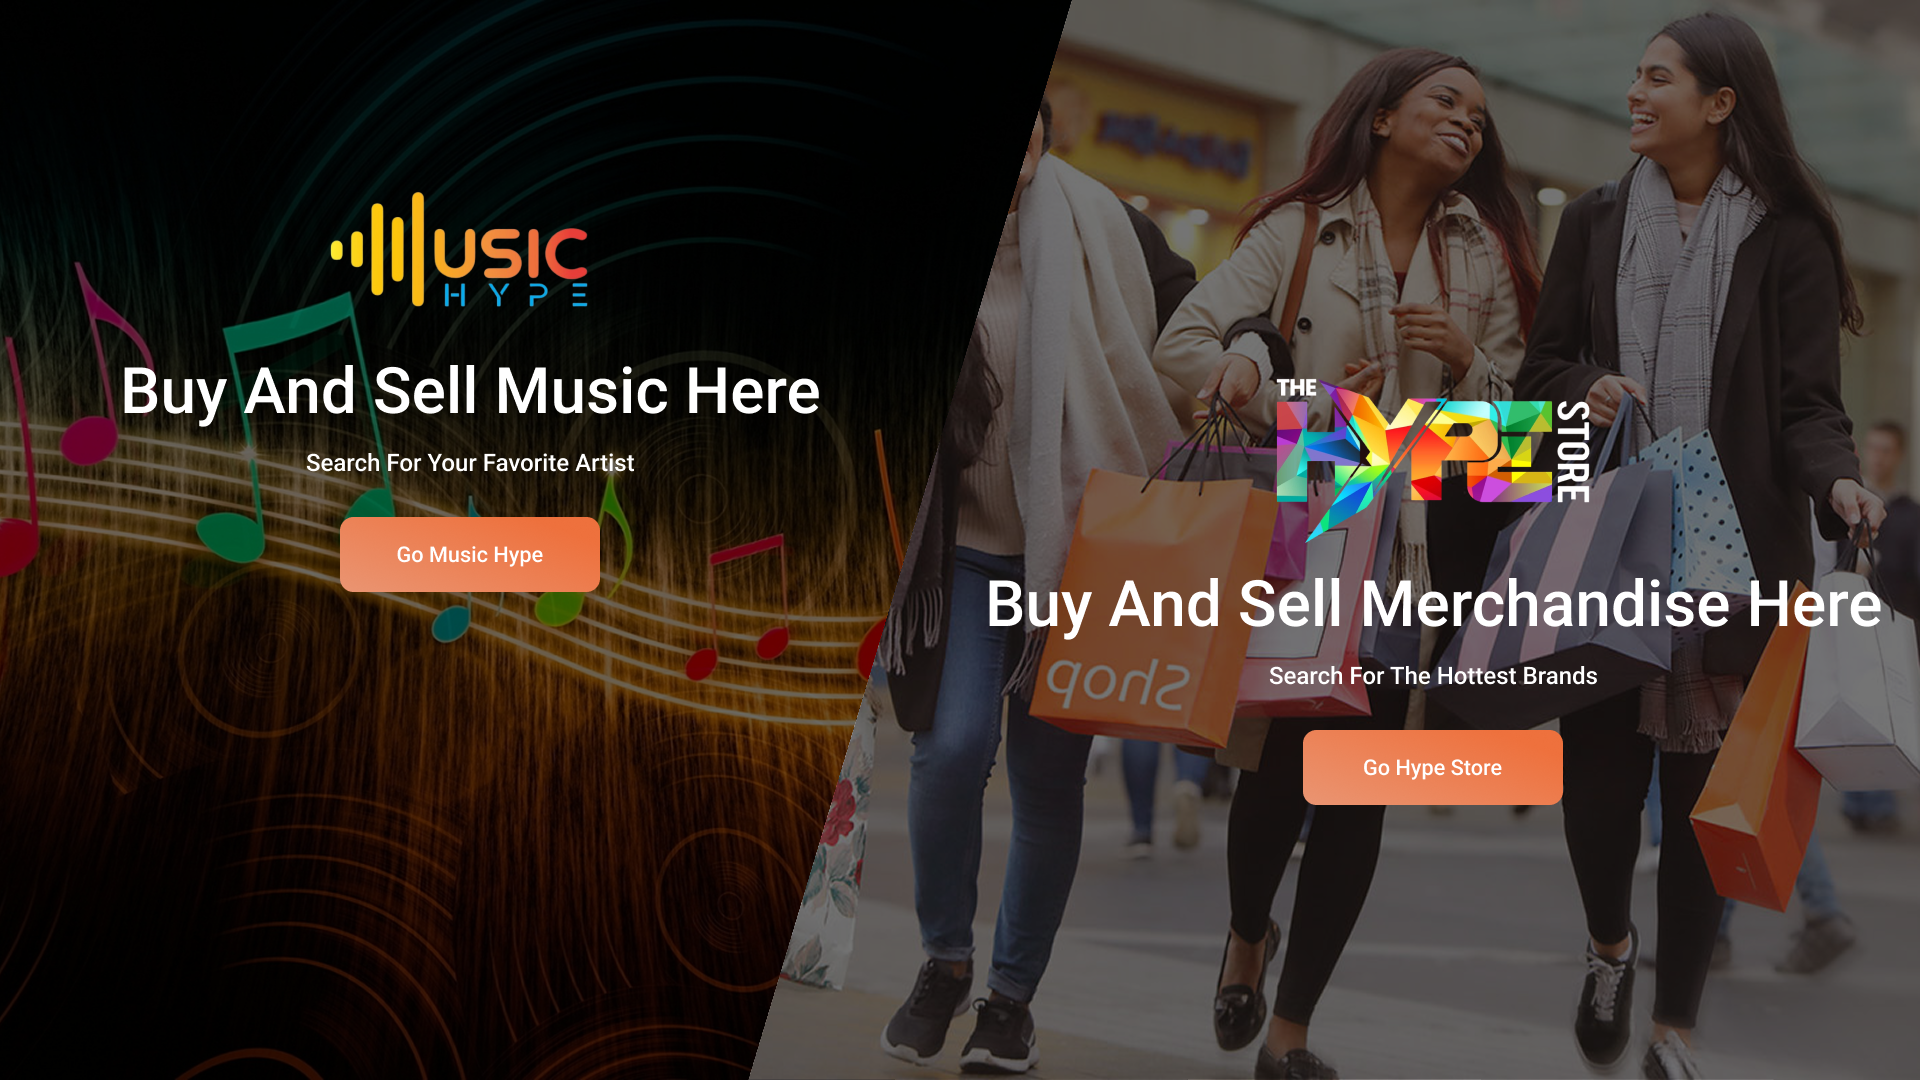 MUSIC
HYPE
Buy And Sell Music Here
Search For Your Favorite Artist
Go Music Hype
THE
HYPE
STORE
Buy And Sell Merchandise Here
Shop
Search For The Hottest Brands
Go Hype Store